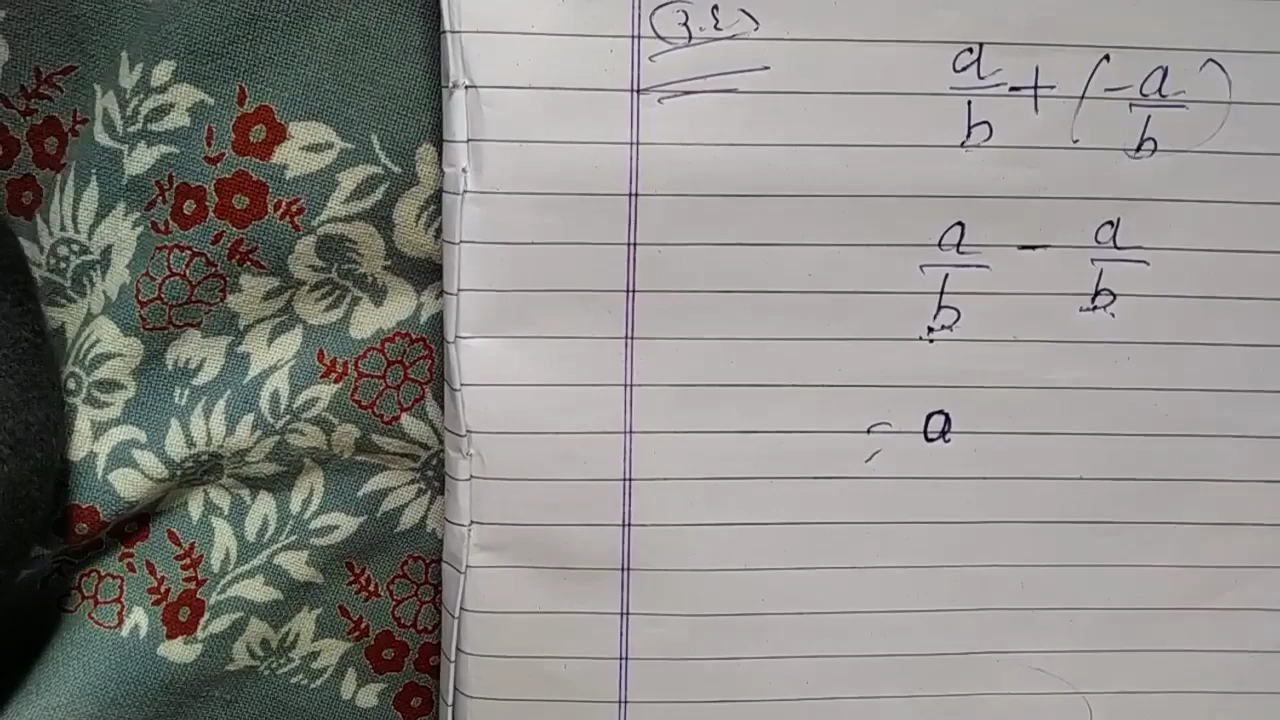 a/b + (-a/b)
a/b - a/b
= a